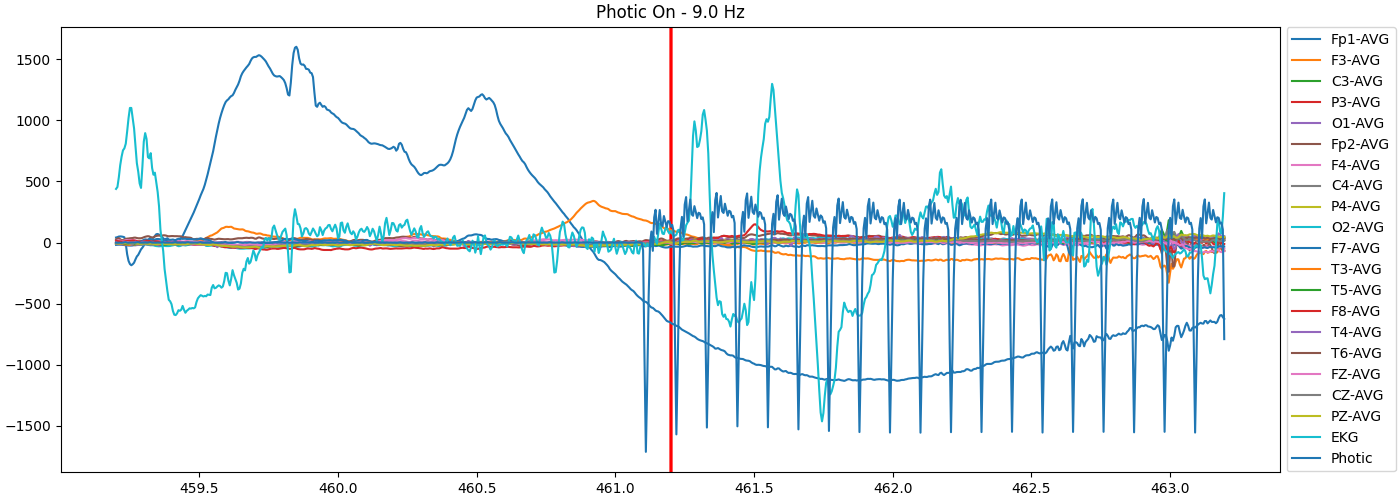 Photic On - 9.0 Hz
1500
1000
500
0
−500
−1000
−1500
459.5 460.0 460.5 461.0 461.5 462.0 462.5 463.0
Fp1-AVG
F3-AVG
C3-AVG
P3-AVG
O1-AVG
Fp2-AVG
F4-AVG
C4-AVG
P4-AVG
O2-AVG
F7-AVG
T3-AVG
T5-AVG
F8-AVG
T4-AVG
T6-AVG
FZ-AVG
CZ-AVG
PZ-AVG
EKG
Photic